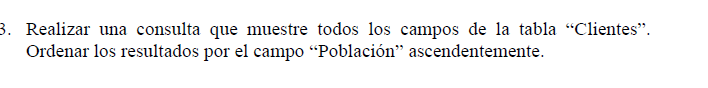 3. Realizar una consulta que muestre todos los campos de la tabla “Clientes”.
Ordenar los resultados por el campo “Población” ascendentemente.